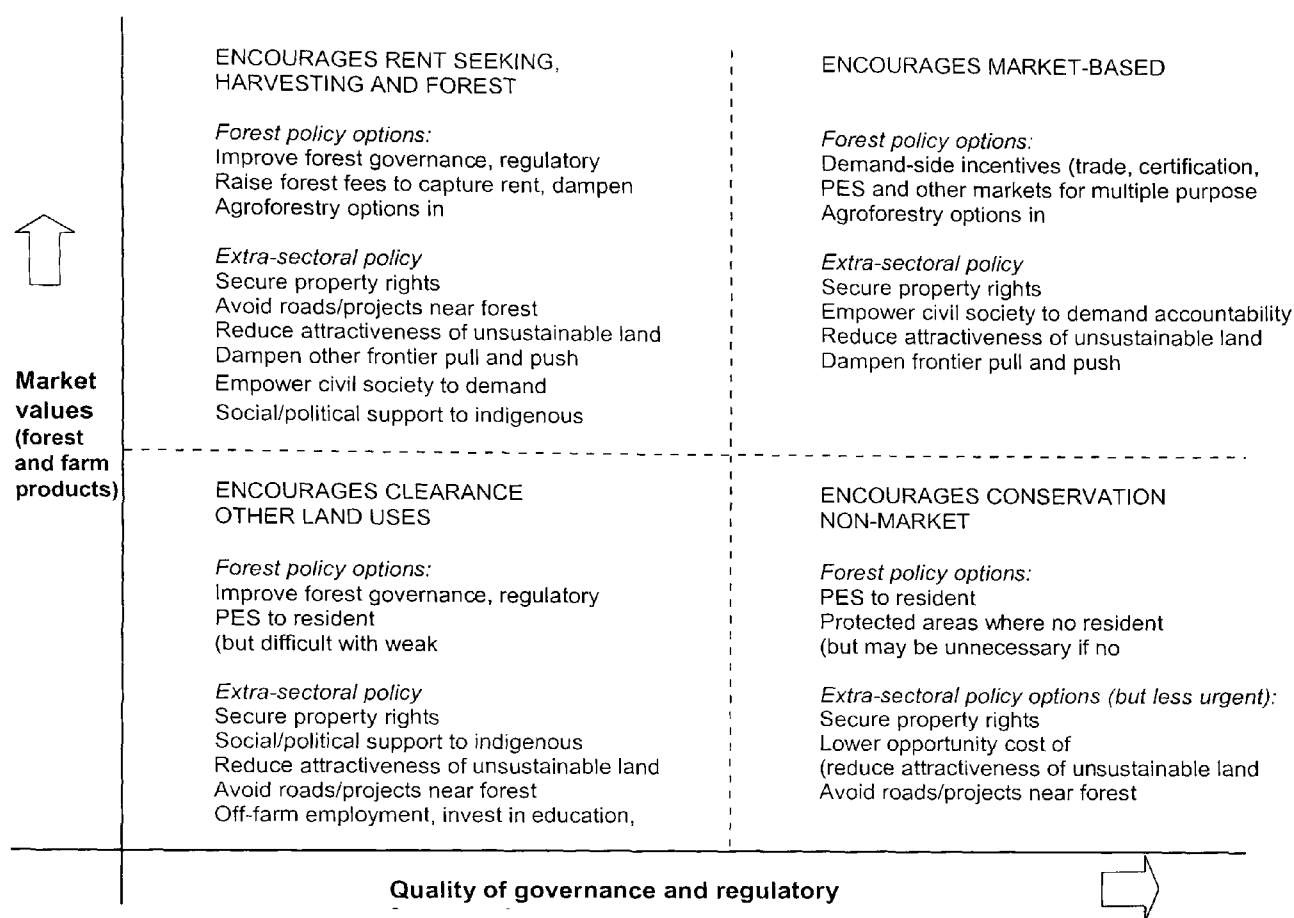 ENCOURAGES RENT SEEKING,
HARVESTING AND FOREST
Forest policy options:
Improve forest governance, regulatory
Raise forest fees to capture rent, dampen
Agroforestry options in
Extra-sectoral policy
Secure property rights
Avoid roads/projects near forest
Reduce attractiveness of unsustainable land
Dampen other frontier pull and push
Empower civil society to demand
Social/political support to indigenous
ENCOURAGES MARKET-BASED
Forest policy options:
Demand-side incentives (trade, certification,
PES and other markets for multiple purpose
Agroforestry options in
Extra-sectoral policy
Secure property rights
Empower civil society to demand accountability
Reduce attractiveness of unsustainable land
Dampen frontier pull and push
Market
values
(forest
and farm
products)
ENCOURAGES CLEARANCE
OTHER LAND USES
Forest policy options:
Improve forest governance, regulatory
PES to resident
(but difficult with weak
Extra-sectoral policy
Secure property rights
Social/political support to indigenous
Reduce attractiveness of unsustainable land
Avoid roads/projects near forest
Off-farm employment, invest in education,
ENCOURAGES CONSERVATION
NON-MARKET
Forest policy options:
PES to resident
Protected areas where no resident
(but may be unnecessary if no
Extra-sectoral policy options (but less urgent):
Secure property rights
Lower opportunity cost of
(reduce attractiveness of unsustainable land
Avoid roads/projects near forest
Quality of governance and regulatory